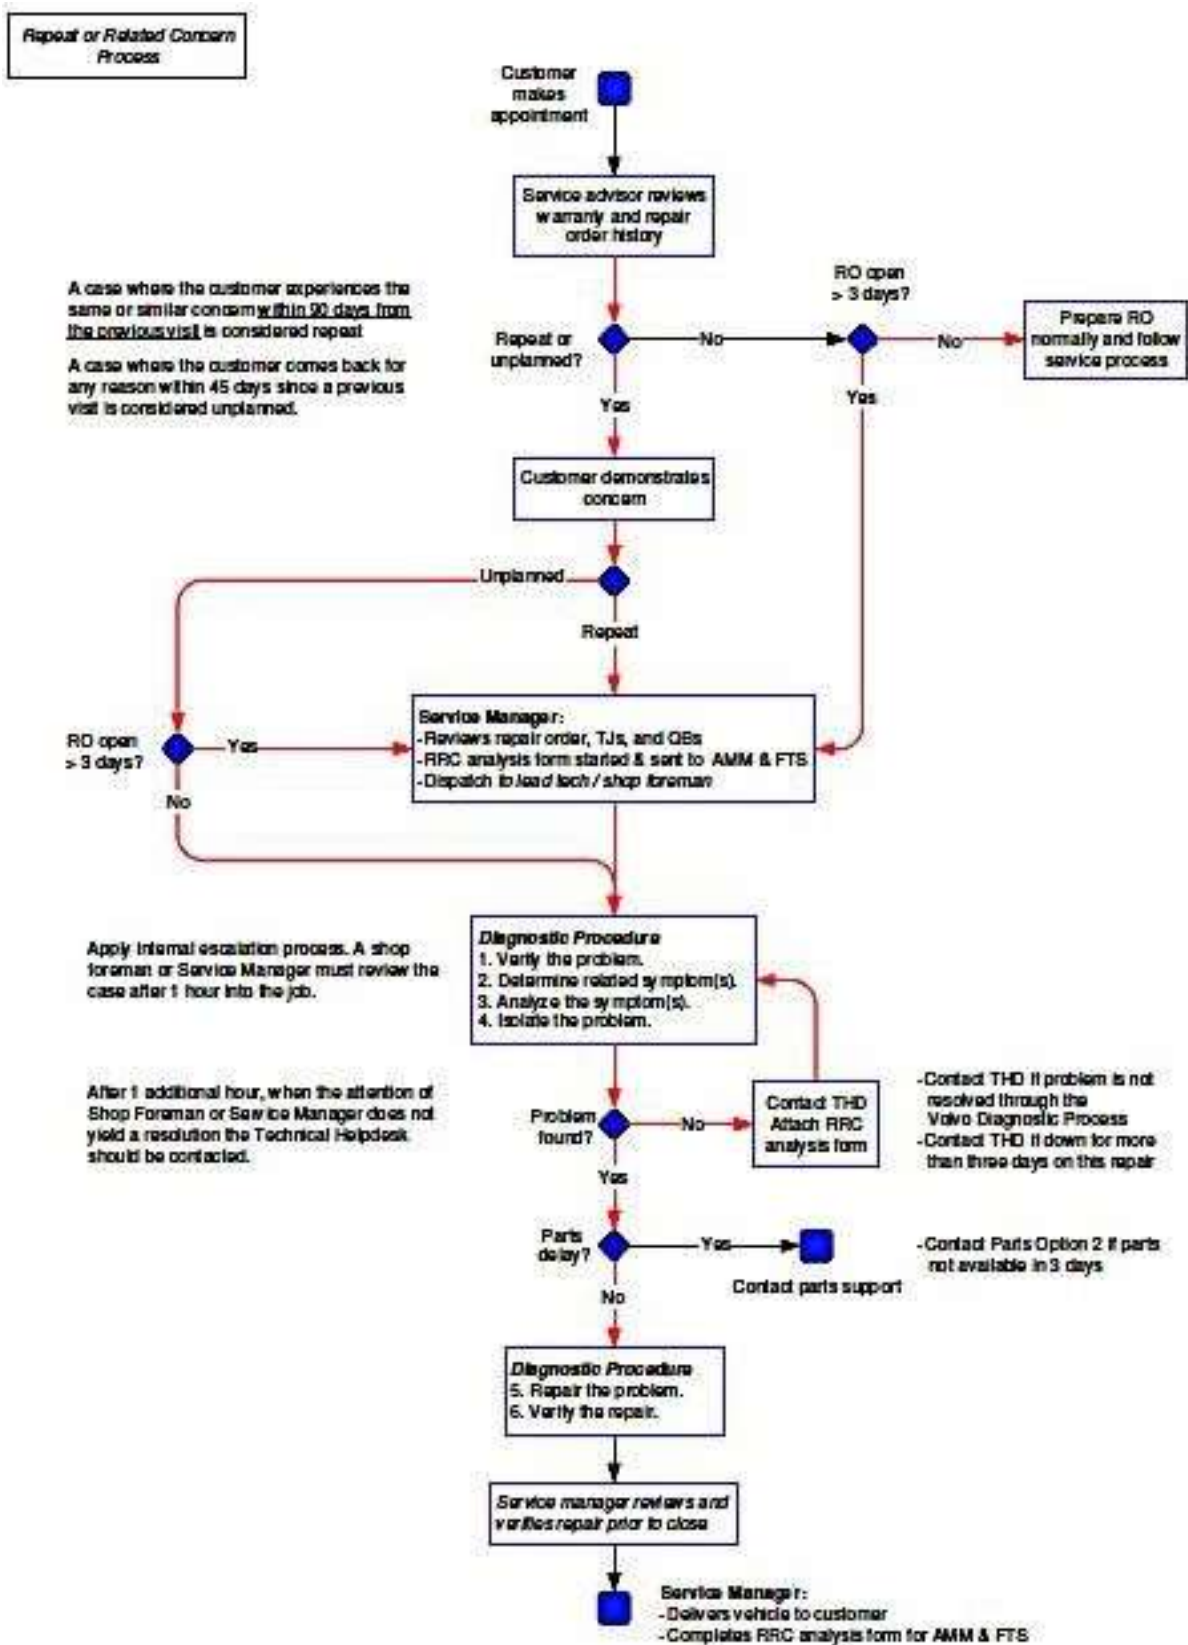 Repeat or Related Concern
Process
Customer
makes
appointment
Service advisor reviews
warranty and repair
order history
A case where the customer experiences the
same or similar concern within 90 days from
the previous visit is considered repeat
A case where the customer comes back for
any reason within 45 days since a previous
visit is considered unplanned.
Repeat or
unplanned?
No
RO open
> 3 days?
No
Prepare RO
normally and follow
service process
Yes
Yes
Customer demonstrates
concern
Unplanned
Repeat
RO open
> 3 days?
Yes
No
Service Manager:
-Reviews repair order, TJs, and QBs
-RRC analysis form started & sent to AMM & FTS
-Dispatch to lead tech / shop foreman
Apply internal escalation process. A shop
foreman or Service Manager must review the
case after 1 hour into the job.
Diagnostic Procedure
1. Verify the problem.
2. Determine related symptom(s).
3. Analyze the symptom(s).
4. Isolate the problem.
After 1 additional hour, when the attention of
Shop Foreman or Service Manager does not
yield a resolution the Technical Helpdesk
should be contacted.
Problem
found?
No
Contact THD
Attach RRC
analysis form
-Contact THD if problem is not
resolved through the
Volvo Diagnostic Process
-Contact THD if down for more
than three days on this repair
Yes
Parts
delay?
Yes
Contact parts support
-Contact Parts Option 2 if parts
not available in 3 days
No
Diagnostic Procedure
5. Repair the problem.
6. Verify the repair.
Service manager reviews and
verifies repair prior to close
Service Manager:
-Delivers vehicle to customer
-Completes RRC analysis form for AMM & FTS